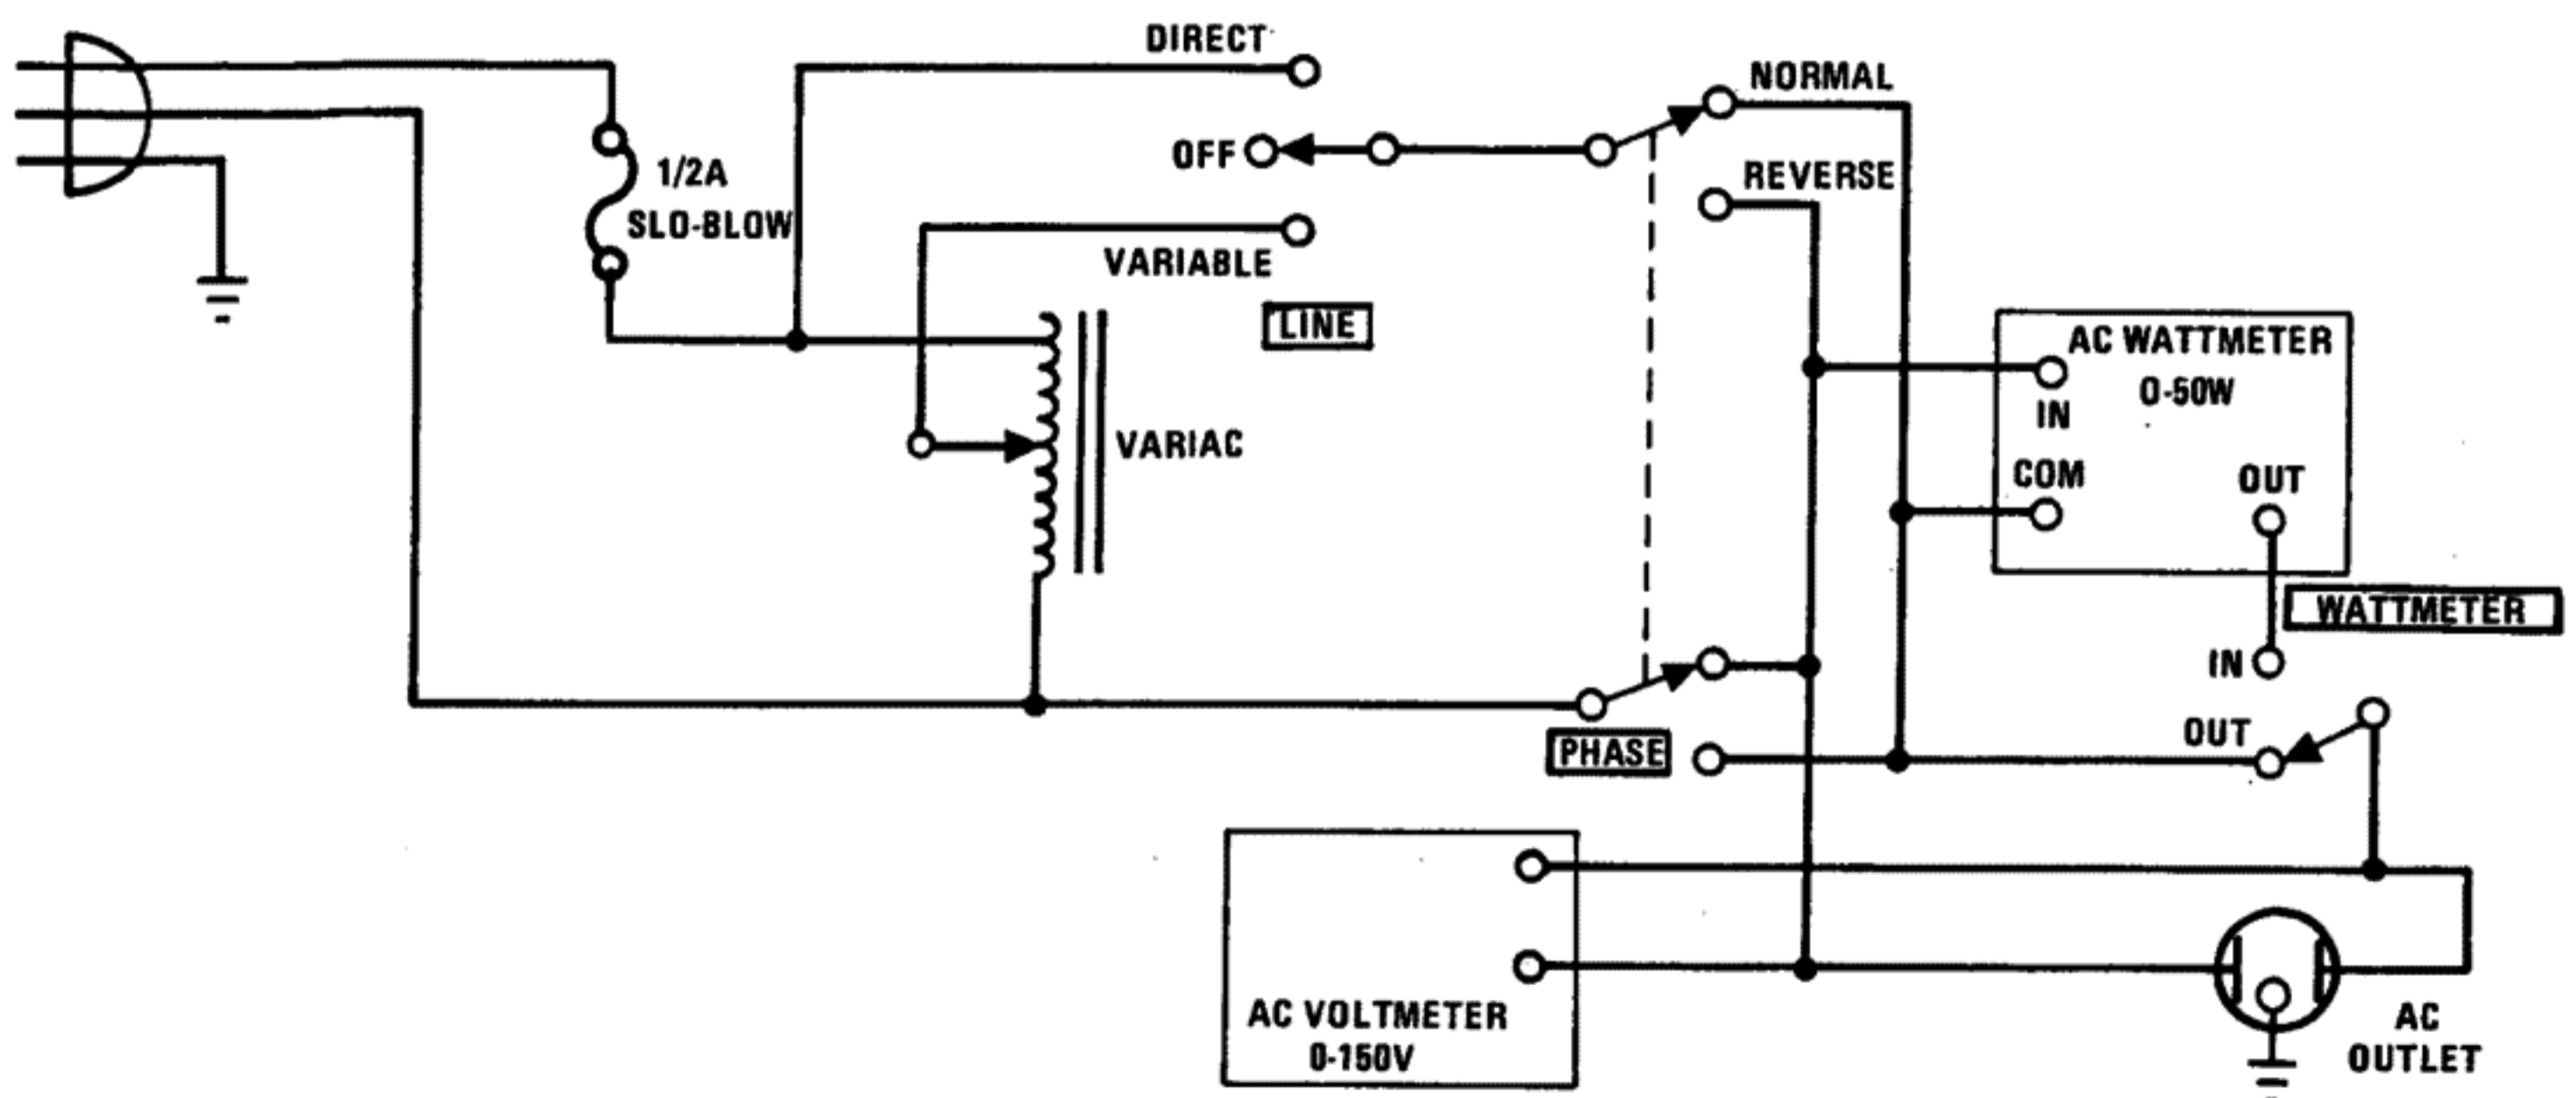 DIRECT
NORMAL
OFF
1/2A
SLO-BLOW
REVERSE
VARIABLE
LINE
AC WATTMETER
0-50W
IN
VARIAC
COM
OUT
WATTMETER
IN
OUT
PHASE
AC VOLTMETER
0-150V
AC
OUTLET